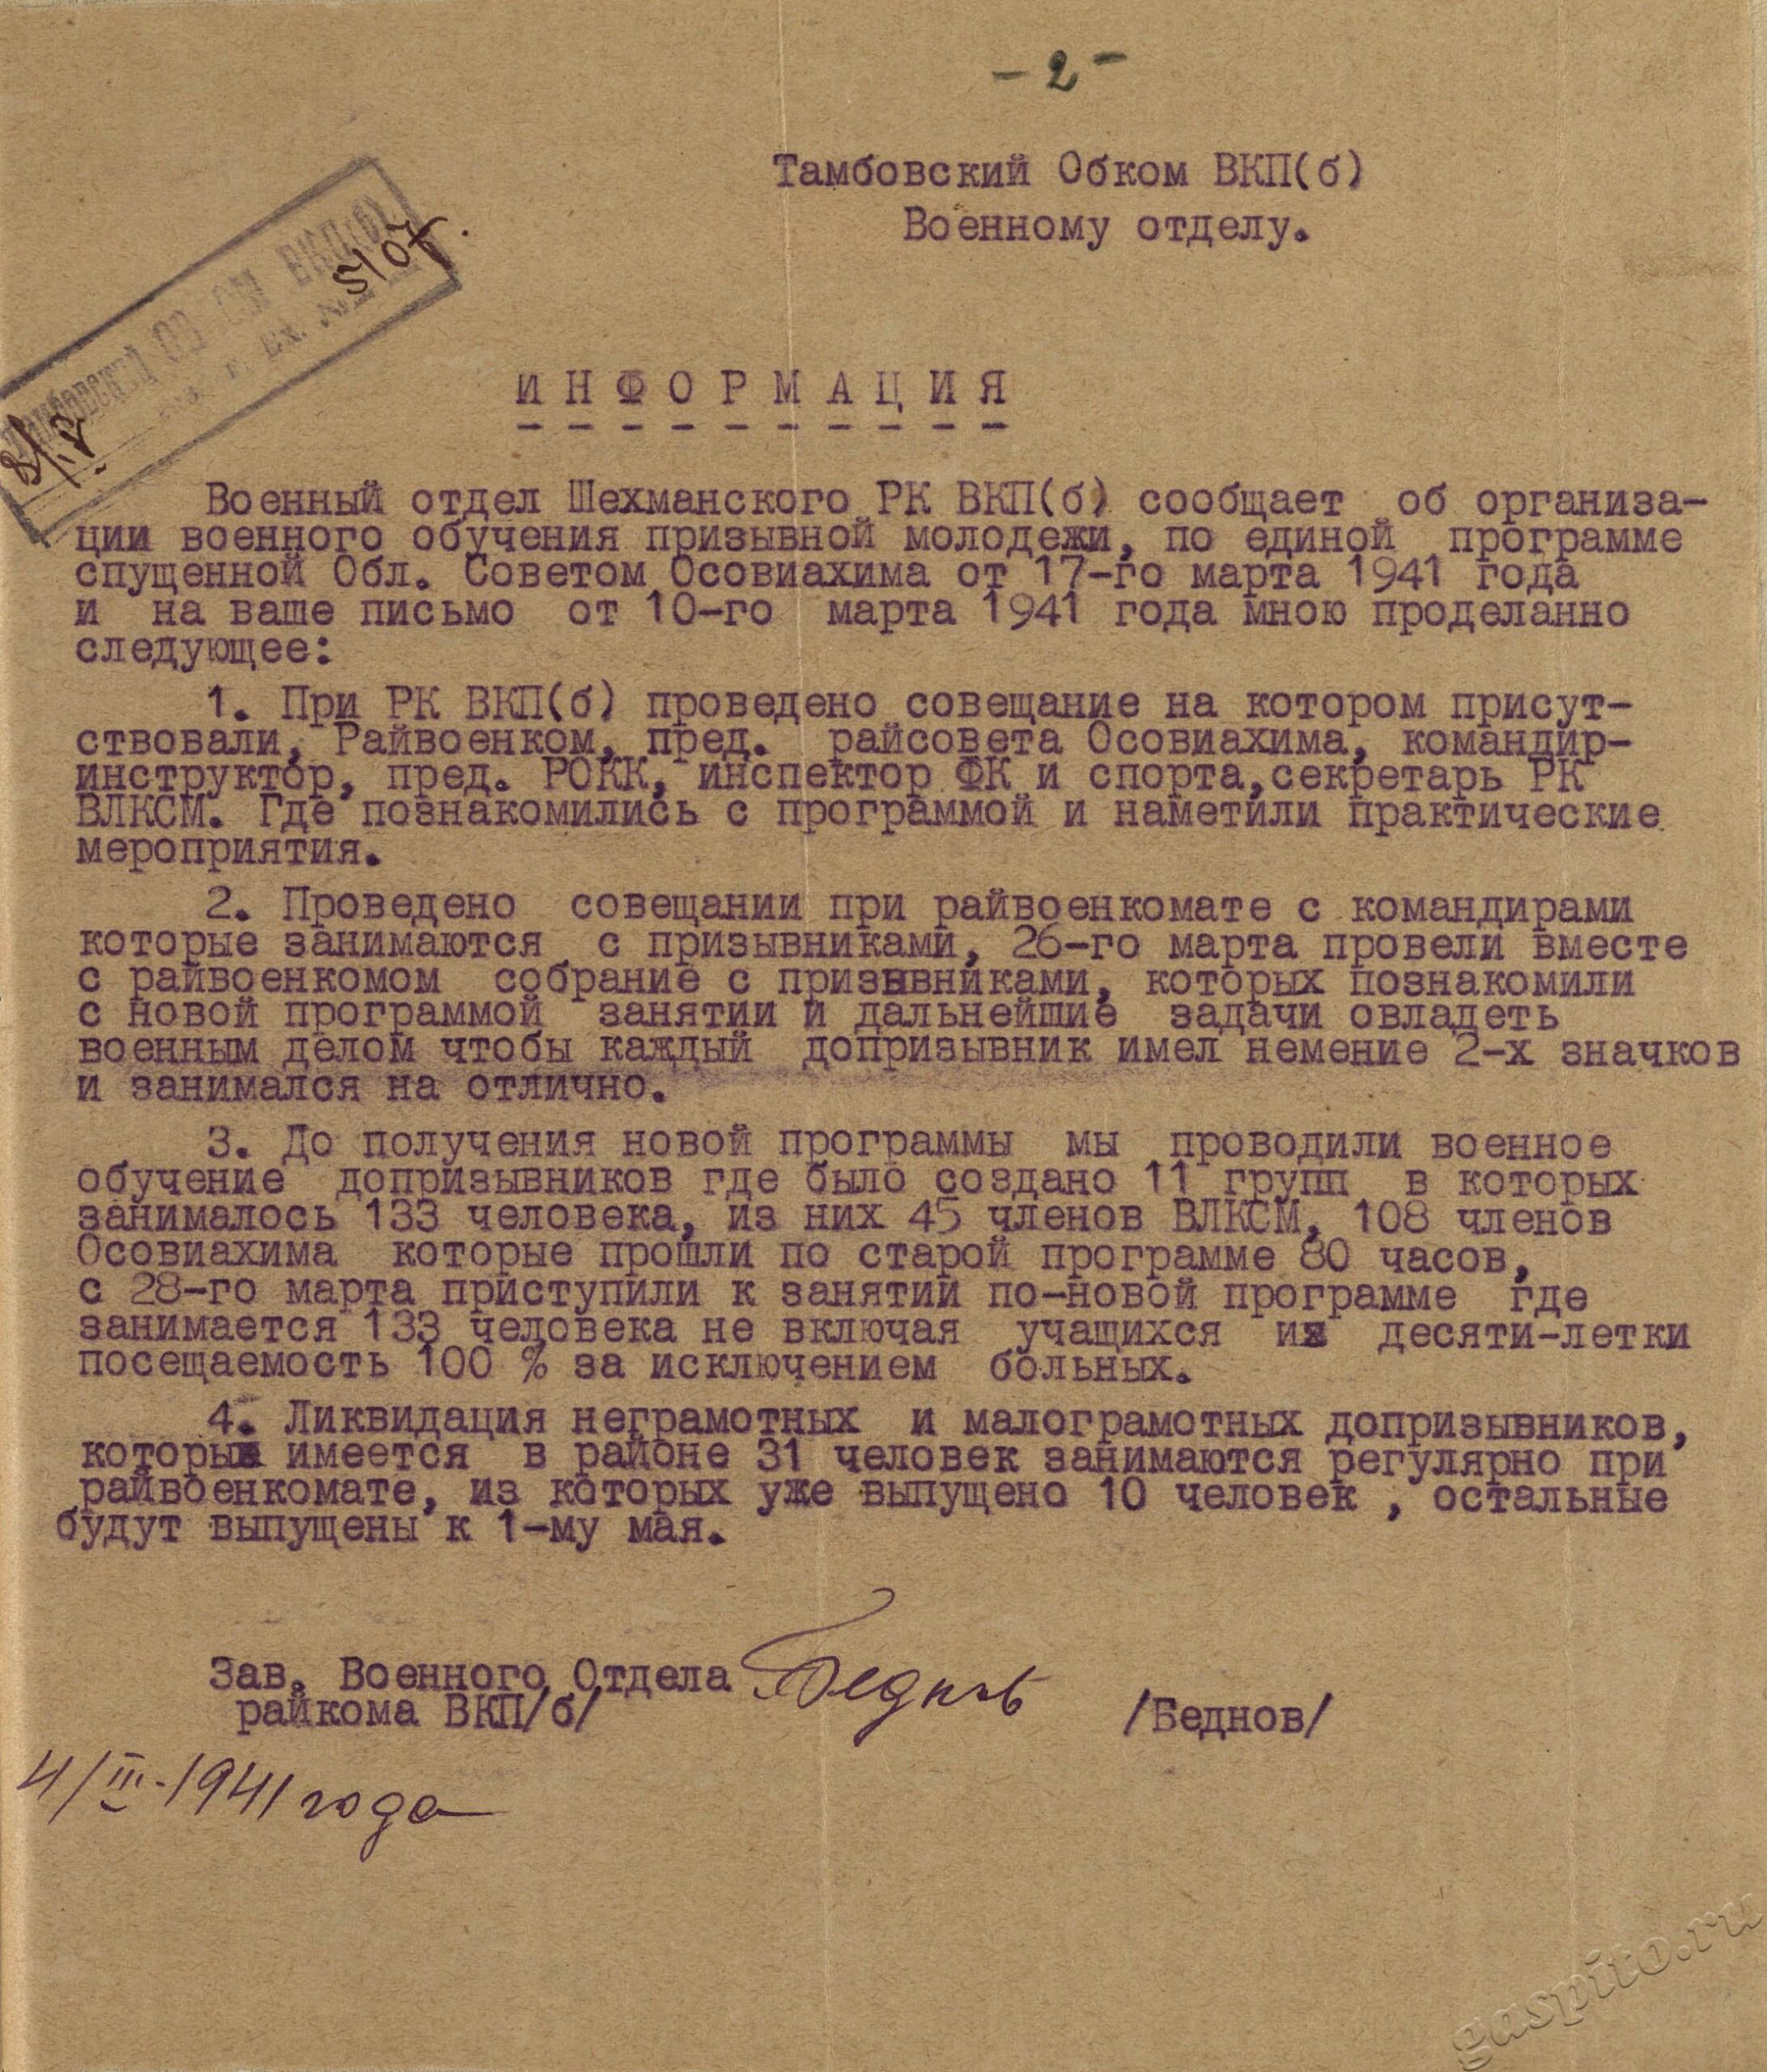 - 2 -
Тамбовский Обком ВКП(б)
Военному отделу.
ОБКОМ ВКП(б)
Вх. №
5107.
ИНФОРМАЦИЯ
Военный отдел Шехманского РК ВКП(б) сообщает об организа-
ции военного обучения призывной молодежи, по единой программе
спущенной Обл. Советом Осовиахима от 17-го марта 1941 года
и на ваше письмо от 10-го марта 1941 года мною проделанно
следующее:
1. При РК ВКП(б) проведено совещание на котором присут-
ствовали, Райвоенком, пред. райсовета Осовиахима, командир-
инструктор, пред. РОКК, инспектор ФК и спорта,секретарь РК
ВЛКСМ. Где познакомились с программой и наметили практические
мероприятия.
2. Проведено совещании при райвоенкомате с командирами
которые занимаются с призывниками, 26-го марта провели вместе
с райвоенкомом собрание с призывниками, которых познакомили
с новой программой занятии и дальнейшие задачи овладеть
военным делом чтобы каждый допризывник имел немение 2-х значков
и занимался на отлично.
3. До получения новой программы мы проводили военное
обучение допризывников где было создано 11 групп в которых
занималось 133 человека, из них 45 членов ВЛКСМ, 108 членов
Осовиахима которые прошли по старой программе 80 часов,
с 28-го марта приступили к занятий по-новой программе где
занимается 133 человека не включая учащихся их десяти-летки
посещаемость 100 % за исключением больных.
4. Ликвидация неграмотных и малограмотных допризывников,
которые имеется в районе 31 человек занимаются регулярно при
райвоенкомате, из которых уже выпущено 10 человек , остальные
будут выпущены к 1-му мая.
Зав. Военного Отдела Беднов
райкома ВКП/б/ /Беднов/
4/III-1941 года
gaspito.ru